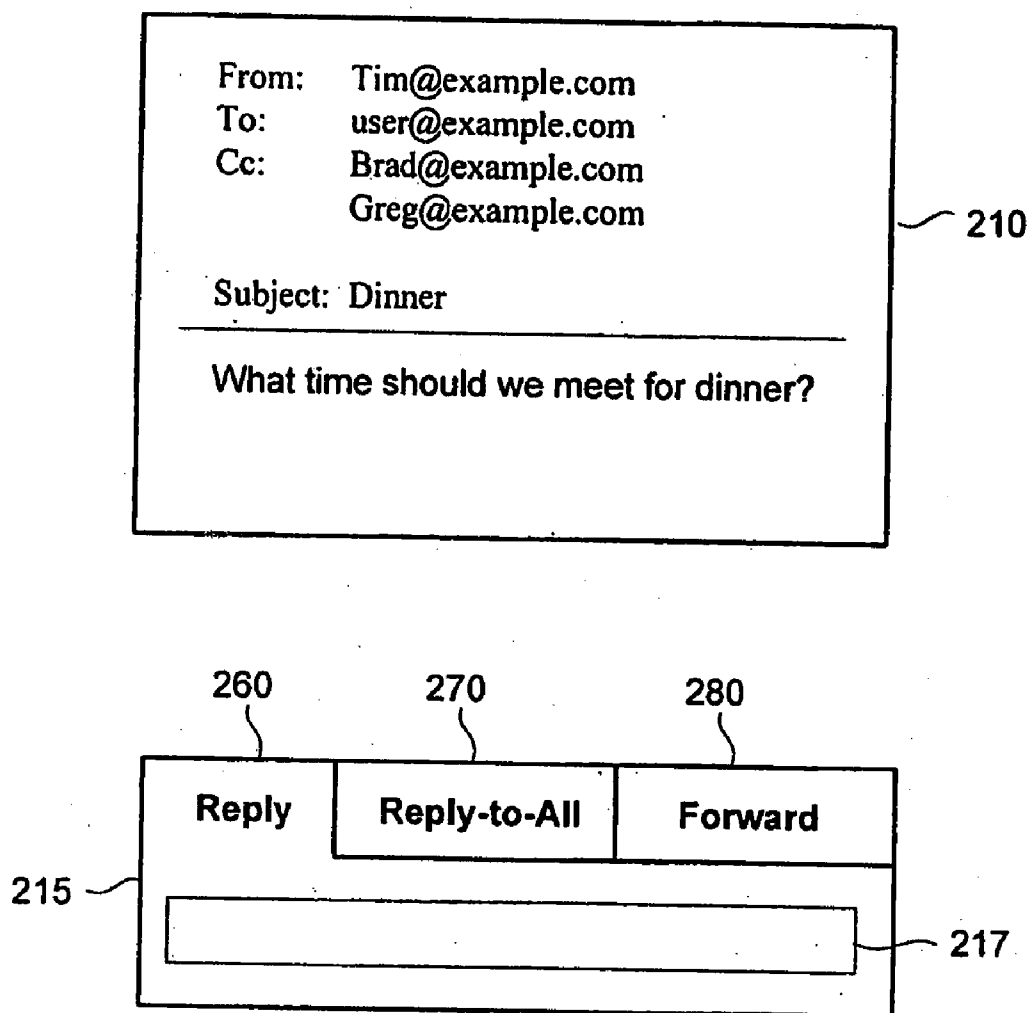 From: Tim@example.com
To: user@example.com
Cc: Brad@example.com
Greg@example.com
210
Subject: Dinner
What time should we meet for dinner?
260 270 280
Reply Reply-to-All Forward
215
217